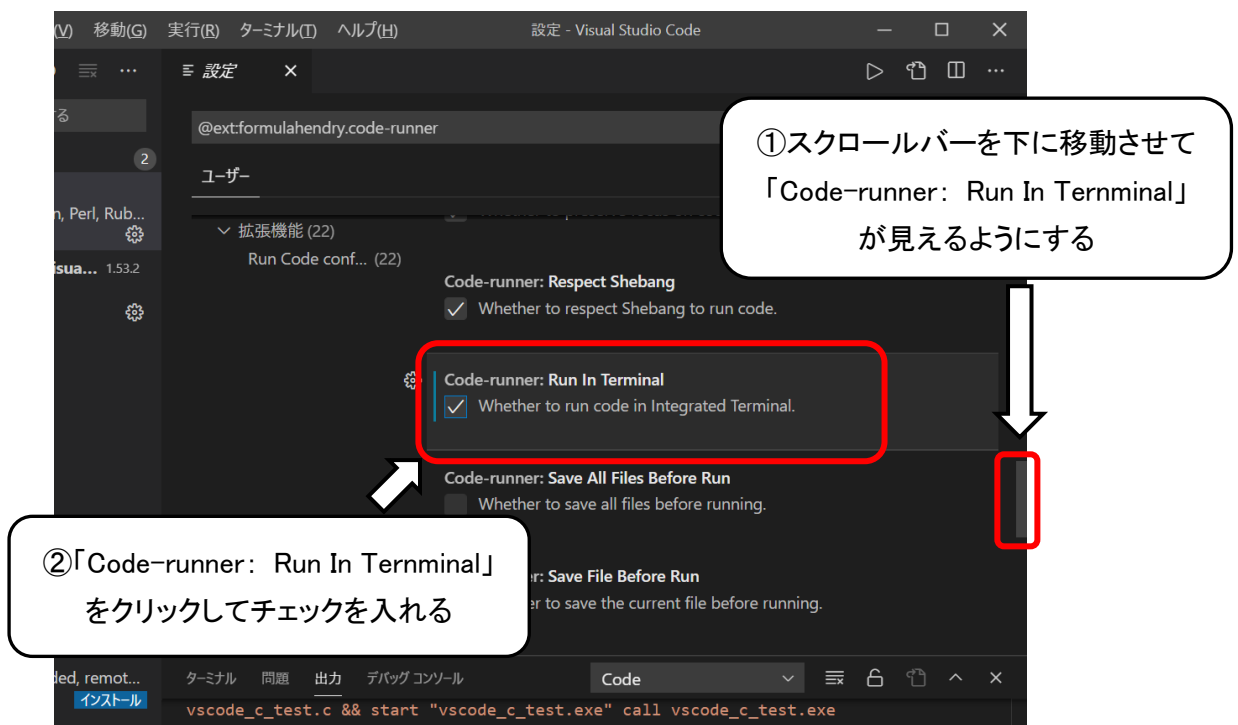 (V) 移動(G) 実行(R) ターミナル(T) ヘルプ(H) 設定 - Visual Studio Code
設定
る
@ext:formulahendry.code-runner
2
ユーザー
n, Perl, Rub...
拡張機能 (22)
isua... 1.53.2
Run Code conf... (22)
①スクロールバーを下に移動させて
「Code-runner: Run In Ternminal」
が見えるようにする
Code-runner: Respect Shebang
Whether to respect Shebang to run code.
Code-runner: Run In Terminal
Whether to run code in Integrated Terminal.
Code-runner: Save All Files Before Run
Whether to save all files before running.
②「Code-runner: Run In Ternminal」
をクリックしてチェックを入れる
r: Save File Before Run
er to save the current file before running.
ded, remot...
インストール
ターミナル 問題 出力 デバッグ コンソール Code
vscode_c_test.c && start "vscode_c_test.exe" call vscode_c_test.exe